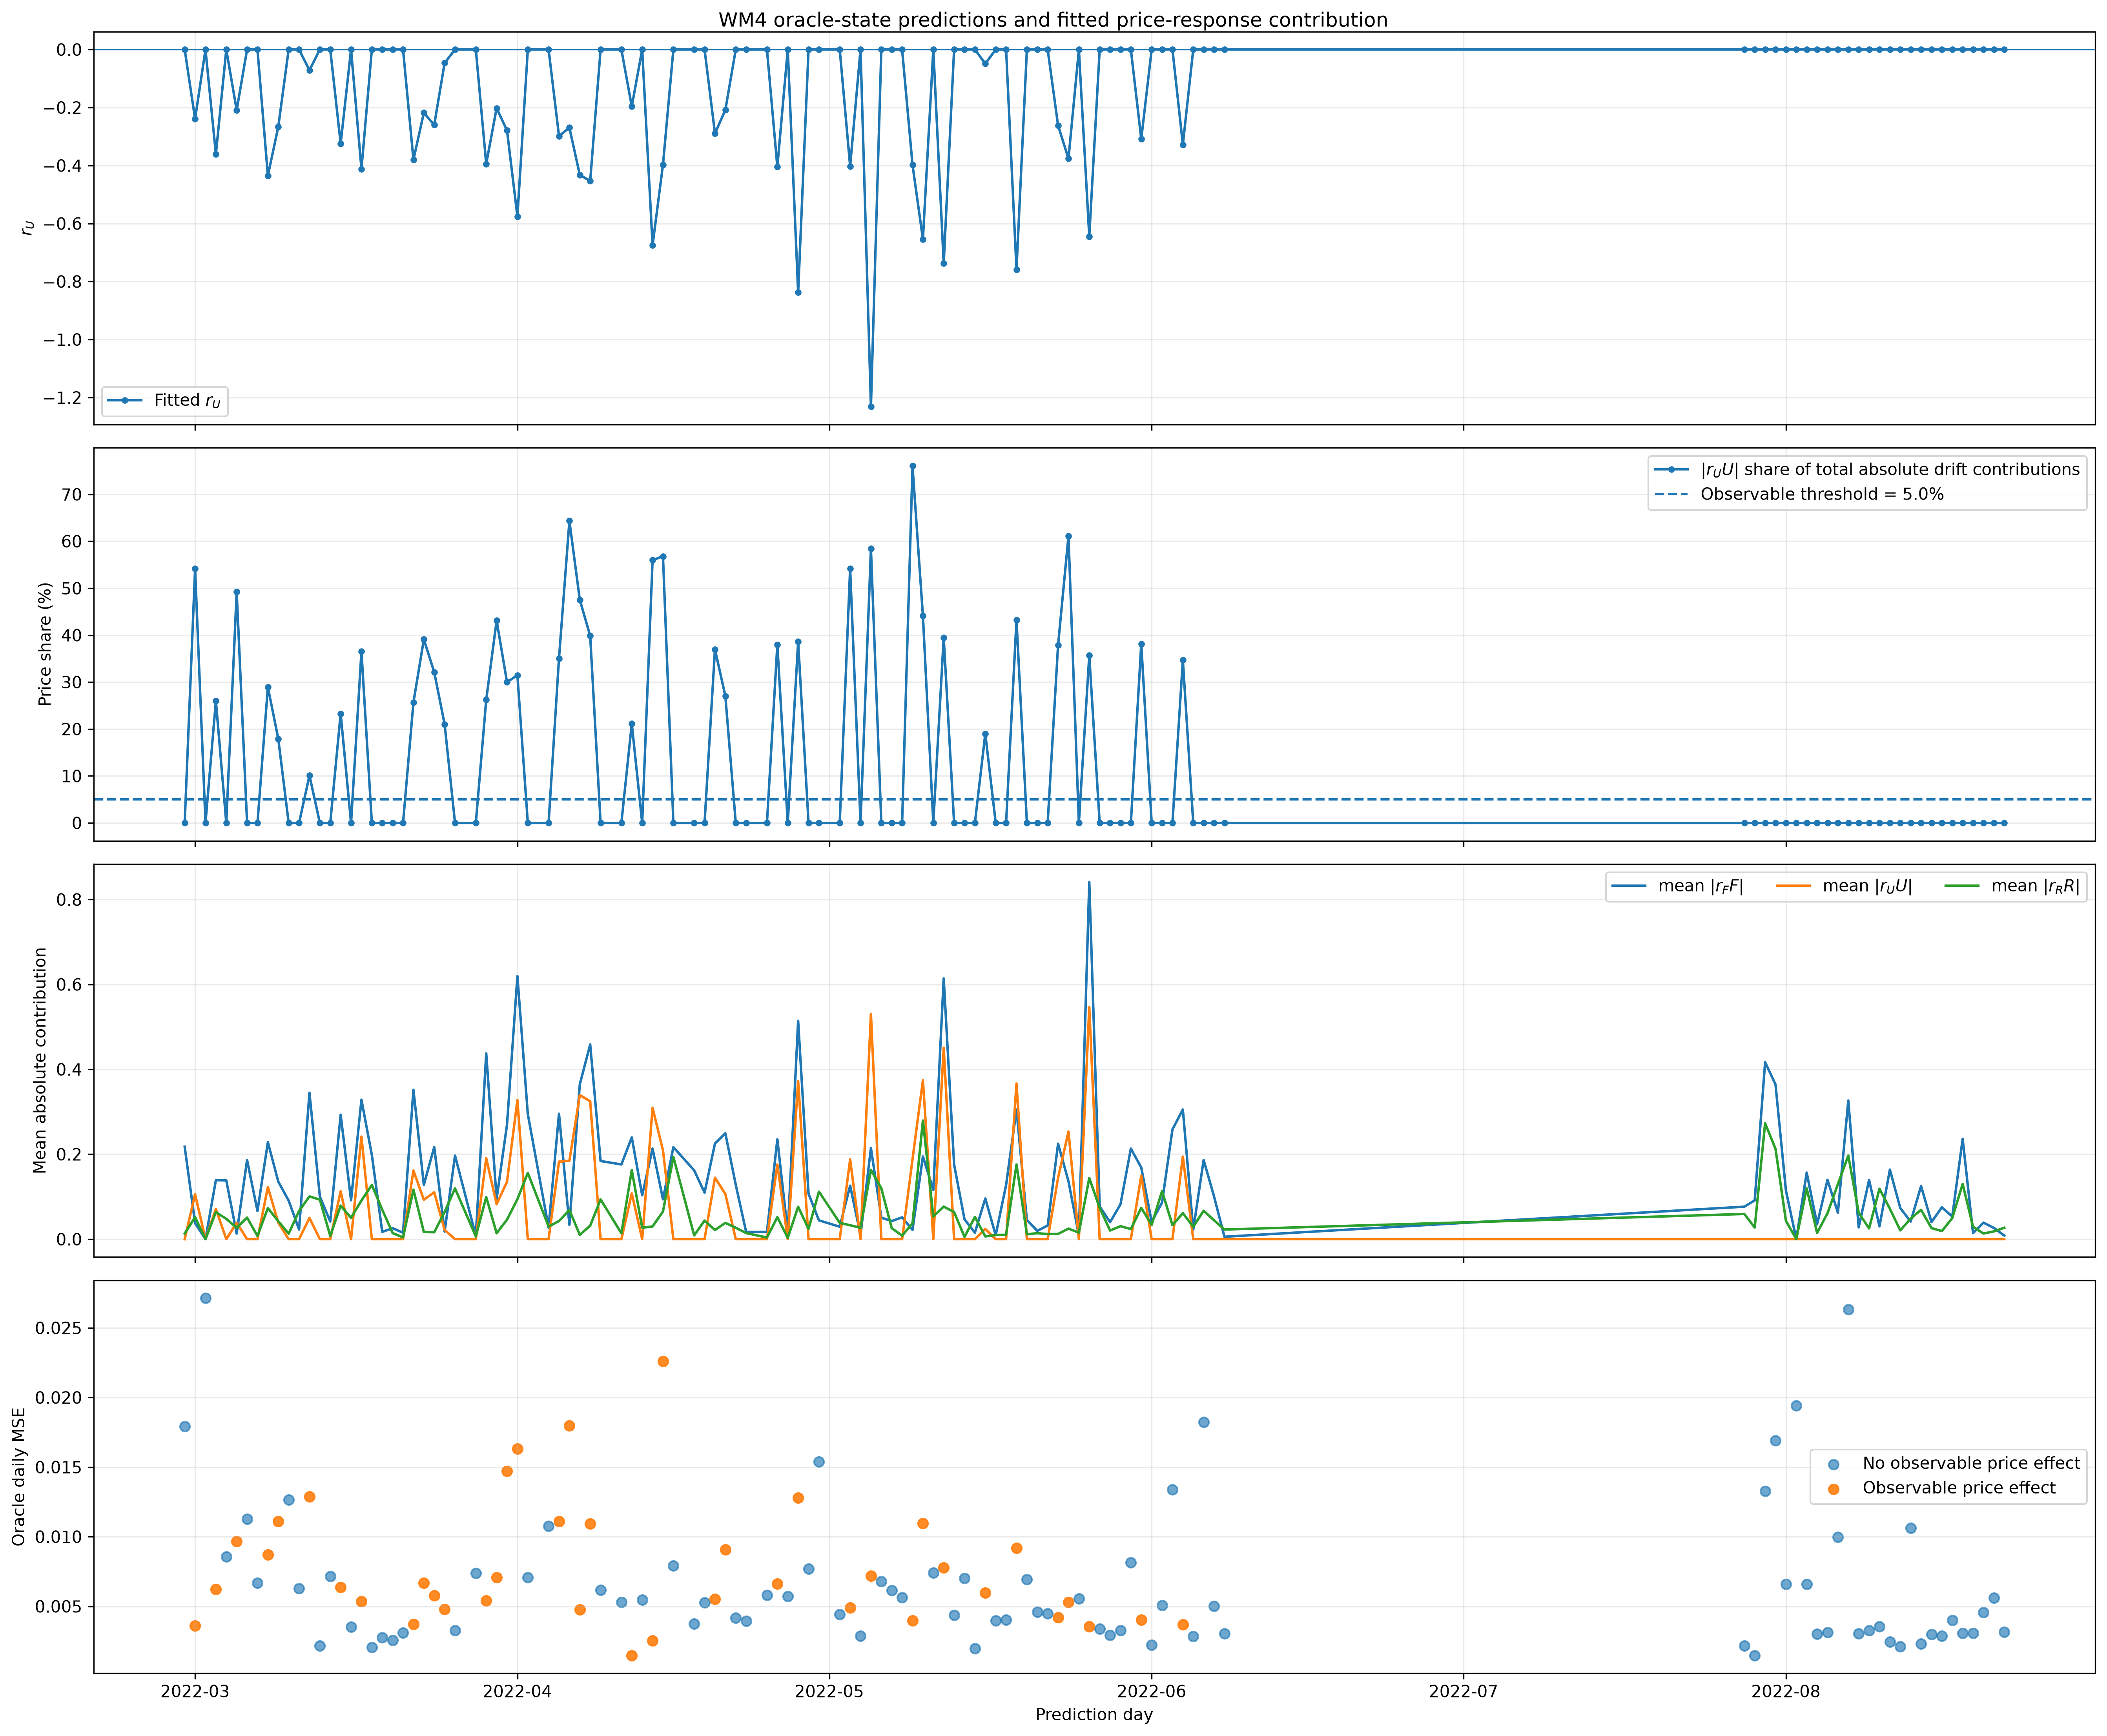 WM4 oracle-state predictions and fitted price-response contribution
0.0
−0.2
−0.4
−0.6
−0.8
−1.0
−1.2
r_U
Fitted r_U
70
60
50
40
30
20
10
0
Price share (%)
|r_U U| share of total absolute drift contributions
Observable threshold = 5.0%
0.8
0.6
0.4
0.2
0.0
Mean absolute contribution
mean |r_F F| mean |r_U U| mean |r_R R|
0.025
0.020
0.015
0.010
0.005
Oracle daily MSE
No observable price effect
Observable price effect
2022-03 2022-04 2022-05 2022-06 2022-07 2022-08
Prediction day